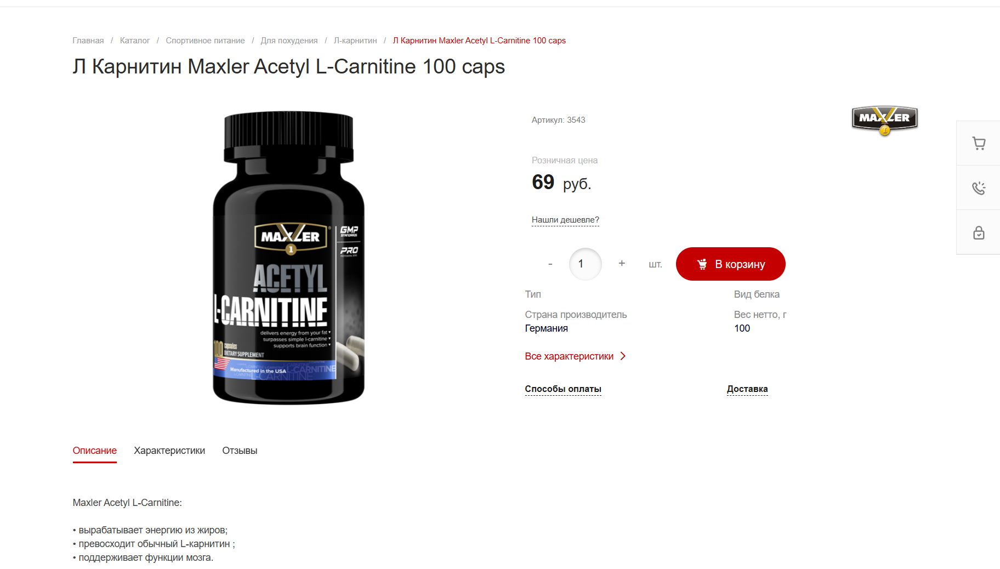 Главная / Каталог / Спортивное питание / Для похудения / Л-карнитин / Л Карнитин Maxler Acetyl L-Carnitine 100 caps
Л Карнитин Maxler Acetyl L-Carnitine 100 caps
MAXLER
1
GMP
STANDARDS
PRO
ACETYL
L-CARNITINE
delivers energy from your fat
surpasses simple l-carnitine
supports brain function
100 capsules
DIETARY SUPPLEMENT
Manufactured in the USA
L-CARNITINE
L-CARNITINE
Артикул: 3543
MAXLER
1
Розничная цена
69 руб.
Нашли дешевле?
- 1 + шт. В корзину
Тип
Вид белка
Страна производитель
Германия
Вес нетто, г
100
Все характеристики
Способы оплаты
Доставка
Описание Характеристики Отзывы
Maxler Acetyl L-Carnitine:
• вырабатывает энергию из жиров;
• превосходит обычный L-карнитин ;
• поддерживает функции мозга.